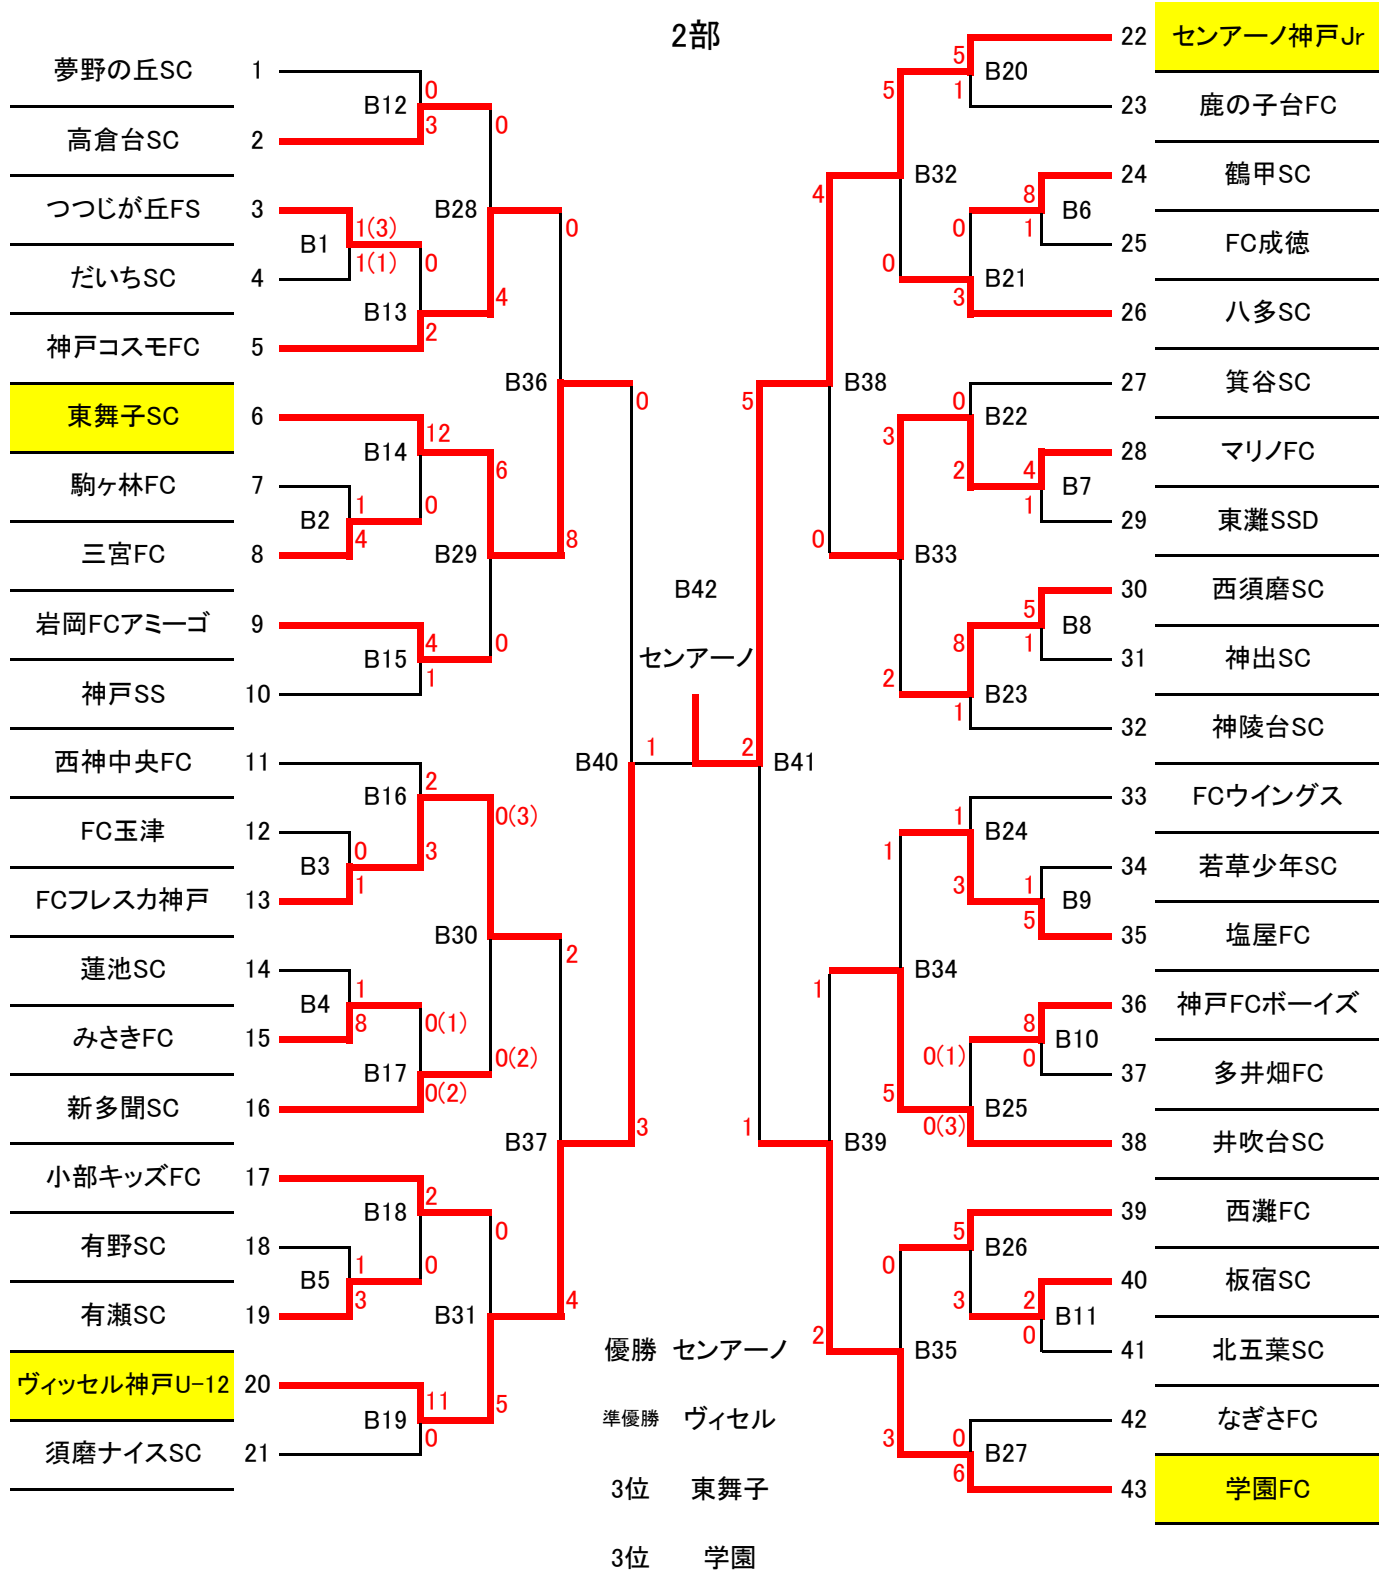 2部
夢野の丘SC 1
高倉台SC 2
つつじが丘FS 3
だいちSC 4
神戸コスモFC 5
東舞子SC 6
駒ヶ林FC 7
三宮FC 8
岩岡FCアミーゴ 9
神戸SS 10
西神中央FC 11
FC玉津 12
FCフレスカ神戸 13
蓮池SC 14
みさきFC 15
新多聞SC 16
小部キッズFC 17
有野SC 18
有瀬SC 19
ヴィッセル神戸U-12 20
須磨ナイスSC 21
B1 1(3) 1(1)
B2 1 4
B3 0 1
B4 1 8
B5 1 3
B12 0 3
B13 0 2
B14 12 0
B15 4 1
B16 2 3
B17 0(1) 0(2)
B18 2 0
B19 11 0
B28 0 4
B29 6 0
B30 0(3) 0(2)
B31 0 5
B36 0 8
B37 2 4
B40 0 3
B42
センアーノ
1 2
B41 5 1
B38 4 0
B39 1 2
B32 5 0
B33 3 2
B34 1 5
B35 0 3
B20 5 1
B21 0 3
B22 0 2
B23 8 1
B24 1 3
B25 0(1) 0(3)
B26 5 3
B27 0 6
B6 8 1
B7 4 1
B8 5 1
B9 1 5
B10 8 0
B11 2 0
22 センアーノ神戸Jr
23 鹿の子台FC
24 鶴甲SC
25 FC成徳
26 八多SC
27 箕谷SC
28 マリノFC
29 東灘SSD
30 西須磨SC
31 神出SC
32 神陵台SC
33 FCウイングス
34 若草少年SC
35 塩屋FC
36 神戸FCボーイズ
37 多井畑FC
38 井吹台SC
39 西灘FC
40 板宿SC
41 北五葉SC
42 なぎさFC
43 学園FC
優勝 センアーノ
準優勝 ヴィセル
3位 東舞子
3位 学園